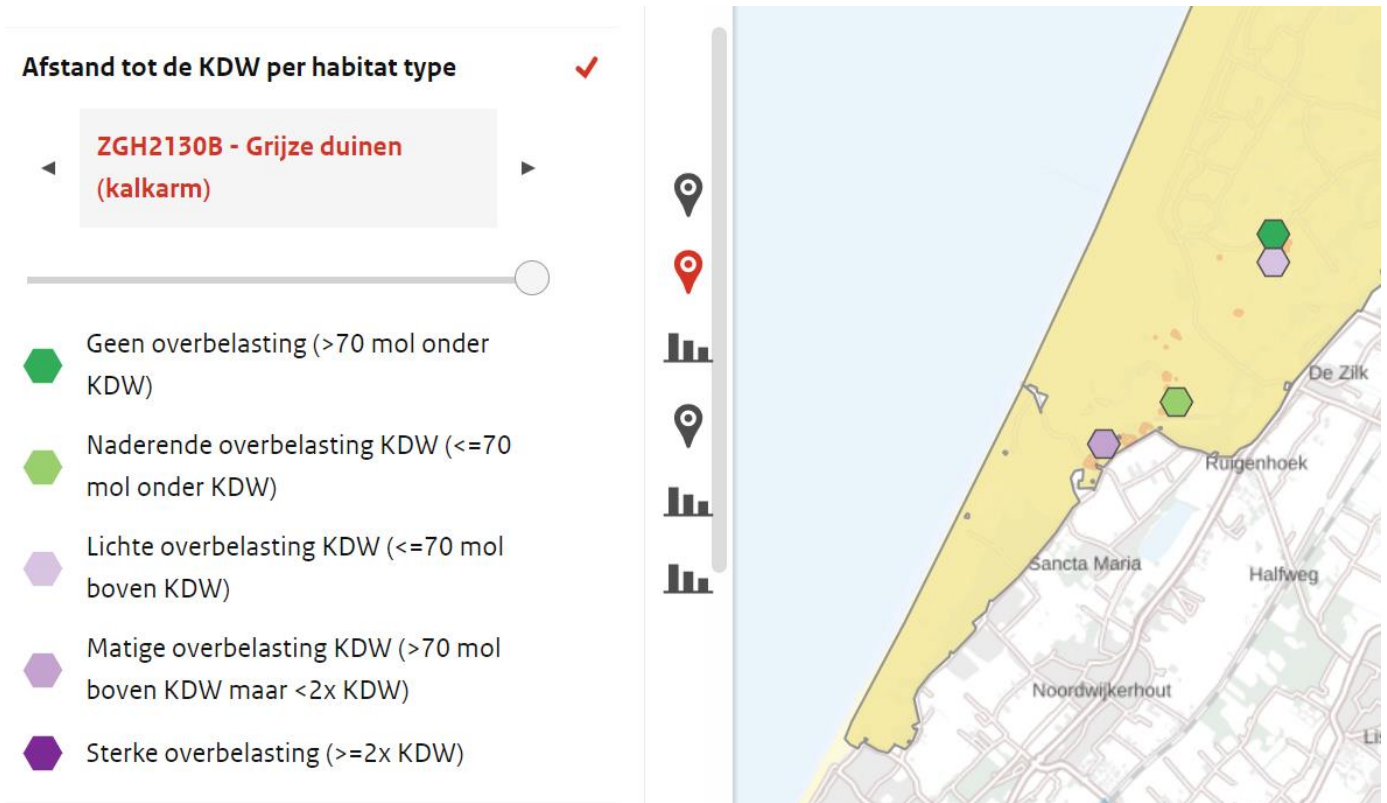 Afstand tot de KDW per habitat type
ZGH2130B - Grijze duinen
(kalkarm)
Geen overbelasting (>70 mol onder
KDW)
Naderende overbelasting KDW (<=70
mol onder KDW)
Lichte overbelasting KDW (<=70 mol
boven KDW)
Matige overbelasting KDW (>70 mol
boven KDW maar <2x KDW)
Sterke overbelasting (>=2x KDW)
De Zilk
Ruigenhoek
Sancta Maria
Halfweg
Noordwijkerhout